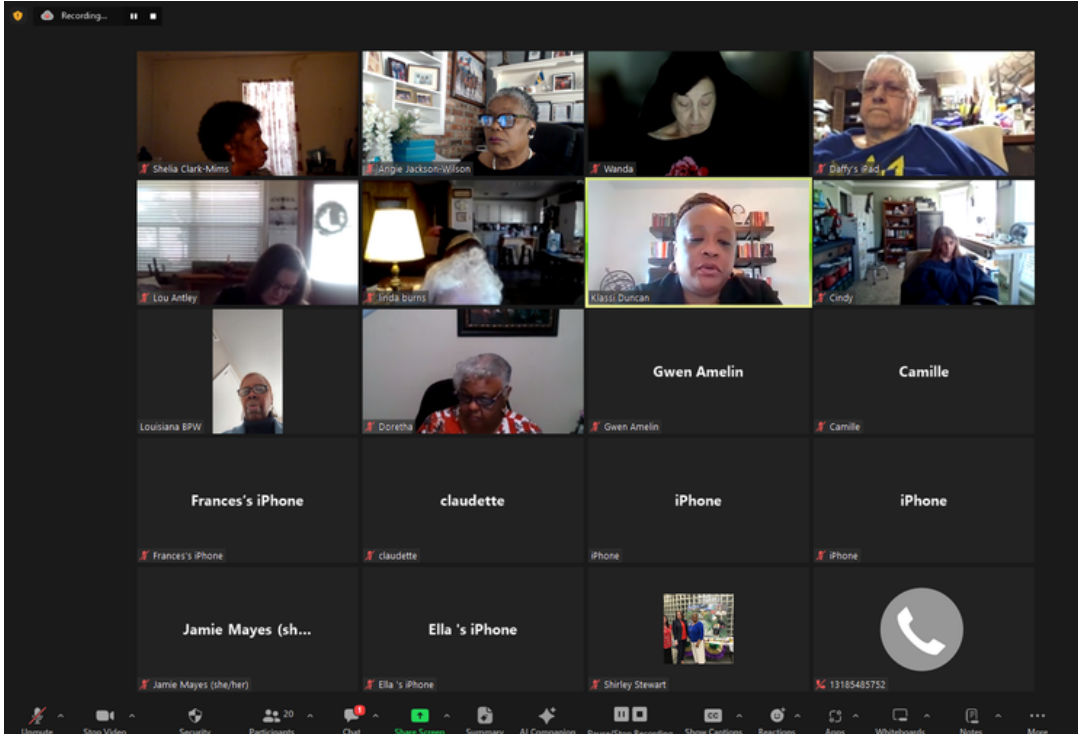 Recording...
Shelia Clark-Mims
Angie Jackson-Wilson
Wanda
Daffy's iPad
Lou Antley
linda burns
Klassi Duncan
Cindy
Louisiana BPW
Doretha
Gwen Amelin
Gwen Amelin
Camille
Camille
Frances's iPhone
Frances's iPhone
claudette
claudette
iPhone
iPhone
iPhone
iPhone
Jamie Mayes (sh...
Jamie Mayes (she/her)
Ella 's iPhone
Ella 's iPhone
Shirley Stewart
13185485752
Unmute
Stop Video
Security
20
Participants
1
Chat
Share Screen
Summary
AI Companion
Pause/Stop Recording
CC
Show Captions
Reactions
Apps
Whiteboards
Notes
More